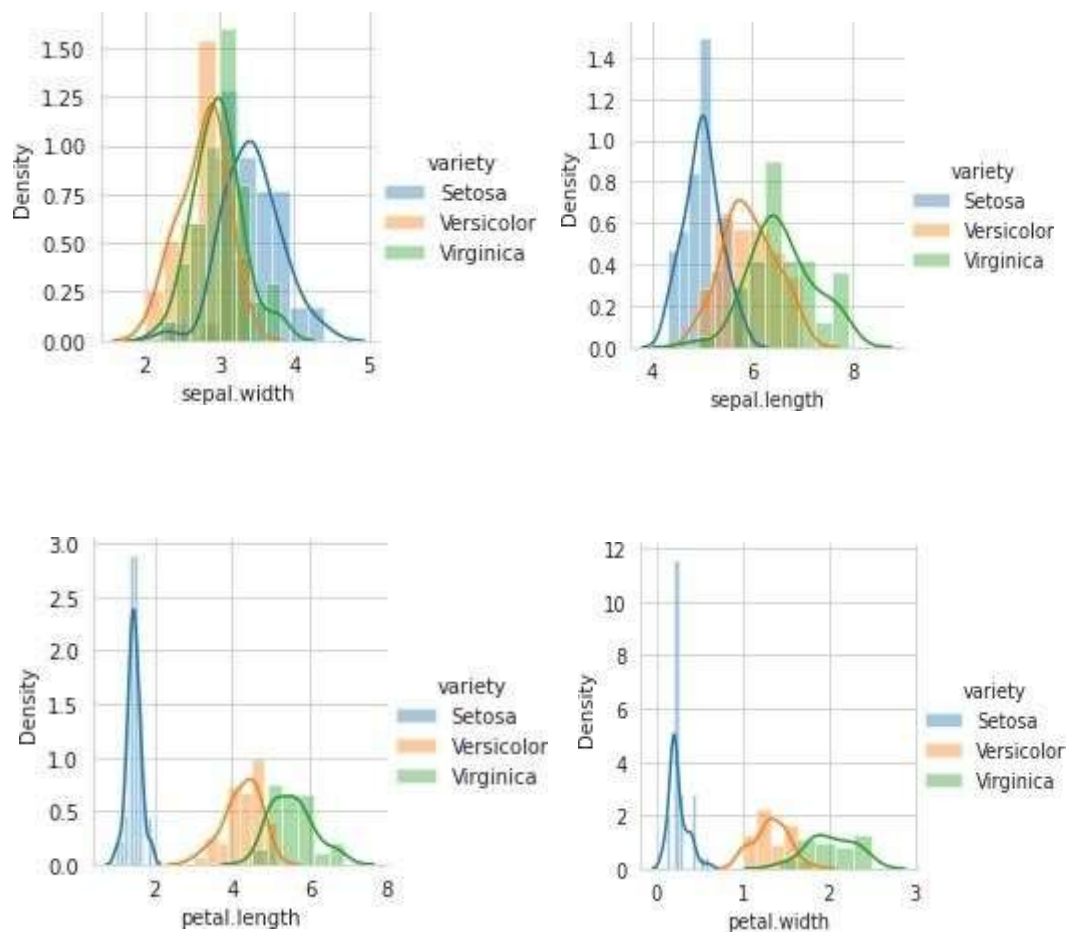 1.50
1.25
1.00
0.75
0.50
0.25
0.00
Density
2 3 4 5
sepal.width
variety
Setosa
Versicolor
Virginica
1.4
1.2
1.0
0.8
0.6
0.4
0.2
0.0
Density
4 6 8
sepal.length
variety
Setosa
Versicolor
Virginica
3.0
2.5
2.0
1.5
1.0
0.5
0.0
Density
2 4 6 8
petal.length
variety
Setosa
Versicolor
Virginica
12
10
8
6
4
2
0
Density
0 1 2 3
petal.width
variety
Setosa
Versicolor
Virginica